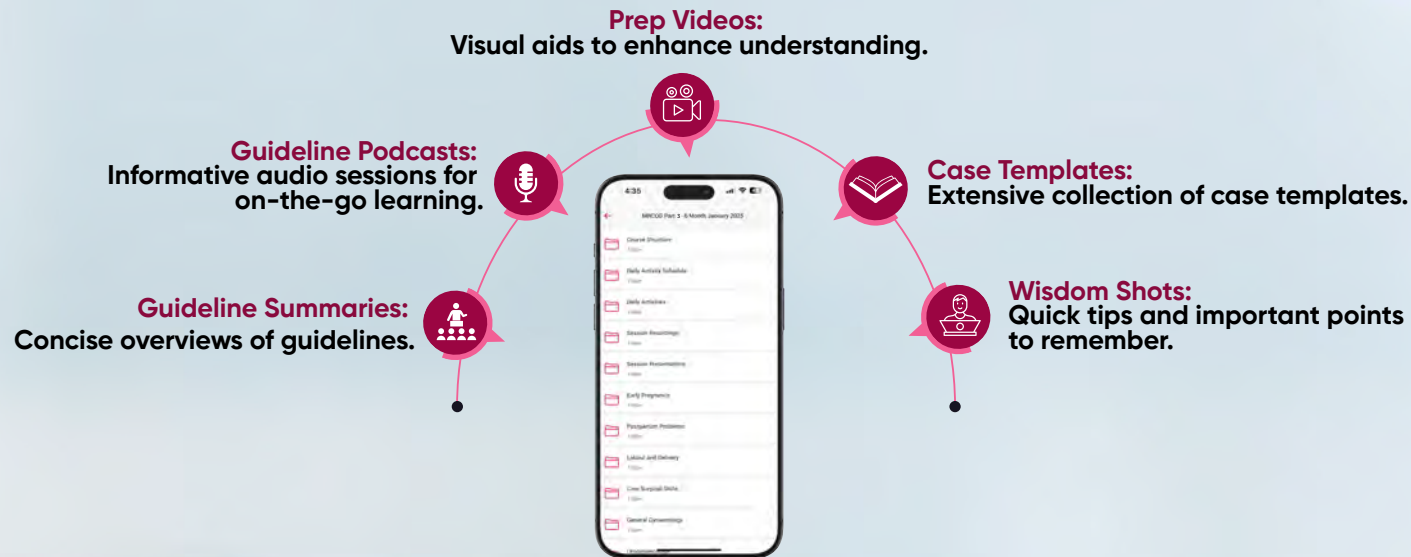 Prep Videos:
Visual aids to enhance understanding.
Guideline Podcasts:
Informative audio sessions for
on-the-go learning.
Case Templates:
Extensive collection of case templates.
Guideline Summaries:
Concise overviews of guidelines.
Wisdom Shots:
Quick tips and important points
to remember.
4:35
MRCOG Part 3 - 6 Month January 2025
Course Structure
Daily Activity Schedule
Daily Activities
Session Recordings
Session Presentations
Early Pregnancy
Postpartum Problems
Labour and Delivery
Core Surgical Skills
General Gynaecology